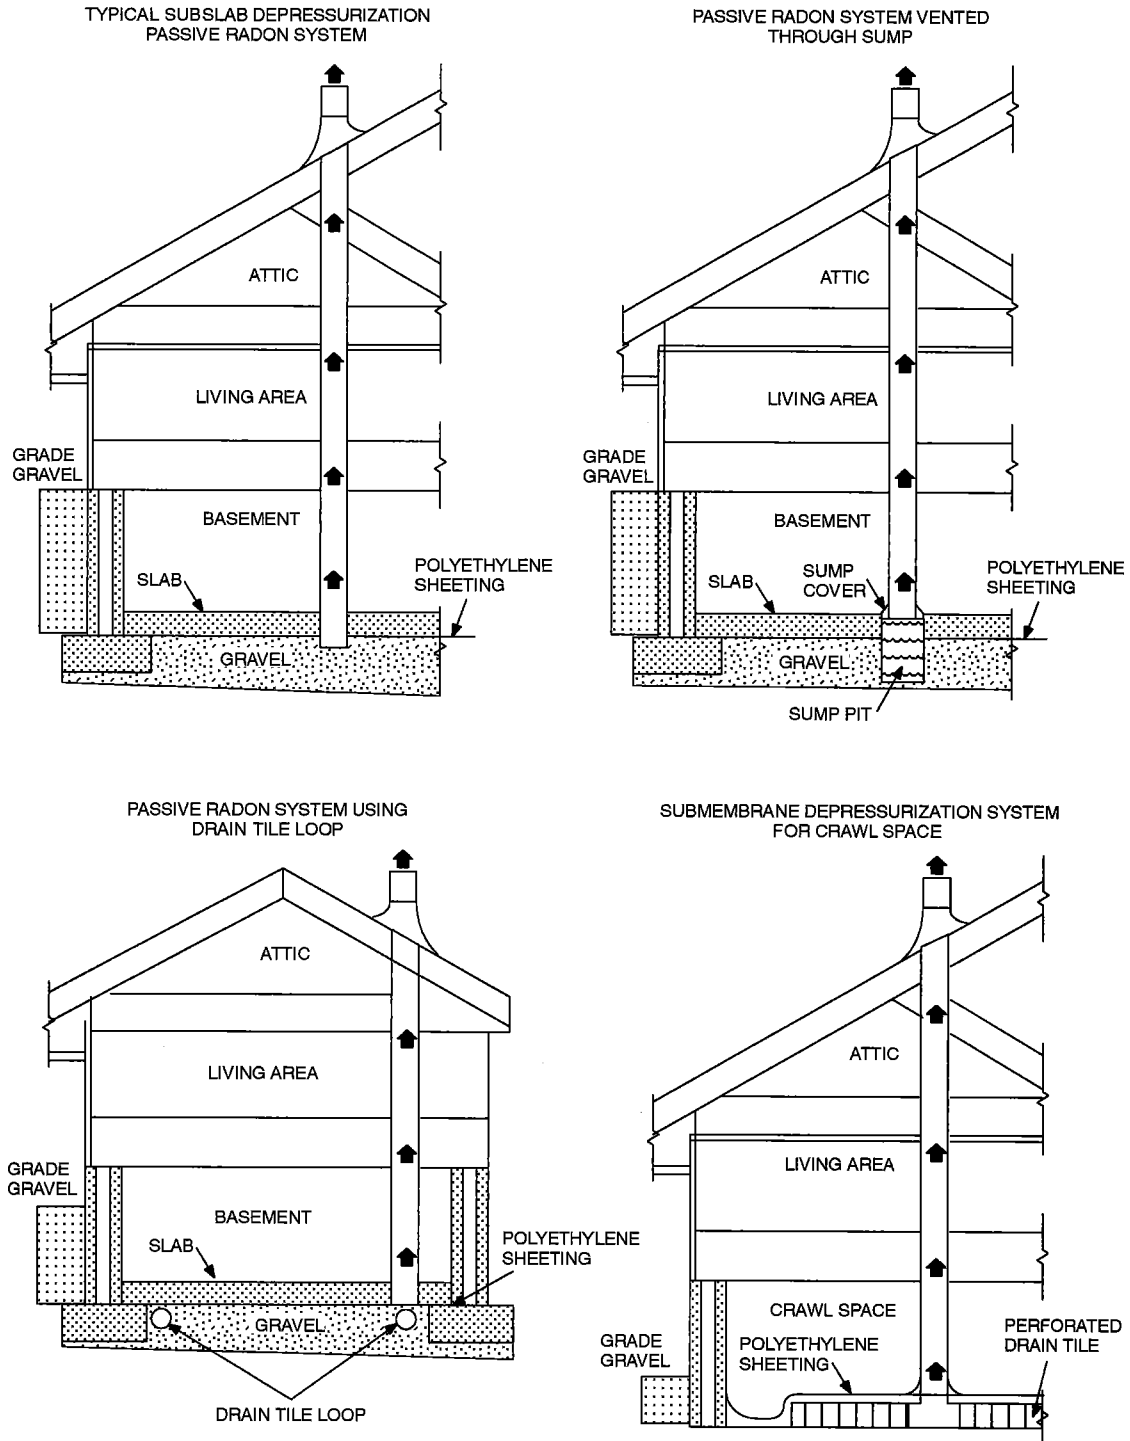 TYPICAL SUBSLAB DEPRESSURIZATION
PASSIVE RADON SYSTEM
ATTIC
LIVING AREA
GRADE
GRAVEL
BASEMENT
SLAB
POLYETHYLENE
SHEETING
GRAVEL
PASSIVE RADON SYSTEM VENTED
THROUGH SUMP
ATTIC
LIVING AREA
GRADE
GRAVEL
BASEMENT
SLAB
SUMP
COVER
POLYETHYLENE
SHEETING
GRAVEL
SUMP PIT
PASSIVE RADON SYSTEM USING
DRAIN TILE LOOP
ATTIC
LIVING AREA
GRADE
GRAVEL
BASEMENT
SLAB
POLYETHYLENE
SHEETING
GRAVEL
DRAIN TILE LOOP
SUBMEMBRANE DEPRESSURIZATION SYSTEM
FOR CRAWL SPACE
ATTIC
LIVING AREA
CRAWL SPACE
GRADE
GRAVEL
POLYETHYLENE
SHEETING
PERFORATED
DRAIN TILE